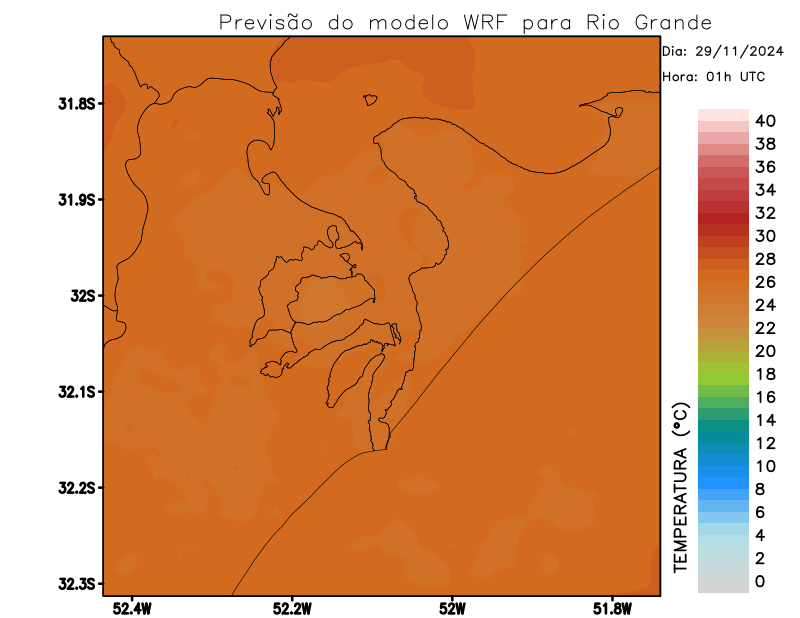 Previsão do modelo WRF para Rio Grande
Dia: 29/11/2024
Hora: 01h UTC
31.8S
31.9S
32S
32.1S
32.2S
32.3S
52.4W
52.2W
52W
51.8W
TEMPERATURA (°C)
40
38
36
34
32
30
28
26
24
22
20
18
16
14
12
10
8
6
4
2
0